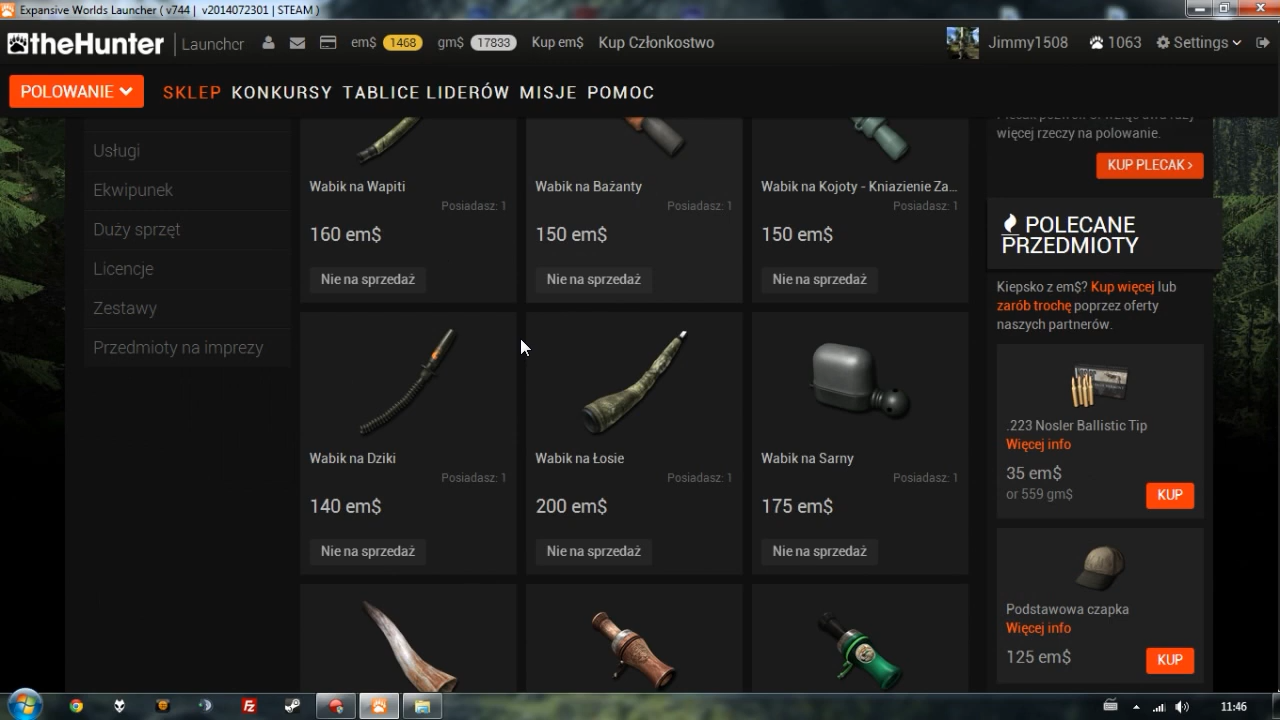 Expansive Worlds Launcher ( v744 | v2014072301 | STEAM )
theHunter Launcher em$ 1468 gm$ 17833 Kup em$ Kup Członkostwo Jimmy1508 1063 Settings
POLOWANIE SKLEP KONKURSY TABLICE LIDERÓW MISJE POMOC
Usługi
Ekwipunek
Duży sprzęt
Licencje
Zestawy
Przedmioty na imprezy
Wabik na Wapiti
Posiadasz: 1
160 em$
Nie na sprzedaż
Wabik na Bażanty
Posiadasz: 1
150 em$
Nie na sprzedaż
Wabik na Kojoty - Kniazienie Za...
Posiadasz: 1
150 em$
Nie na sprzedaż
Wabik na Dziki
Posiadasz: 1
140 em$
Nie na sprzedaż
Wabik na Łosie
Posiadasz: 1
200 em$
Nie na sprzedaż
Wabik na Sarny
Posiadasz: 1
175 em$
Nie na sprzedaż
więcej rzeczy na polowanie.
KUP PLECAK >
POLECANE
PRZEDMIOTY
Kiepsko z em$? Kup więcej lub
zarób trochę poprzez oferty
naszych partnerów.
.223 Nosler Ballistic Tip
Więcej info
35 em$
or 559 gm$
KUP
Podstawowa czapka
Więcej info
125 em$
KUP
11:46